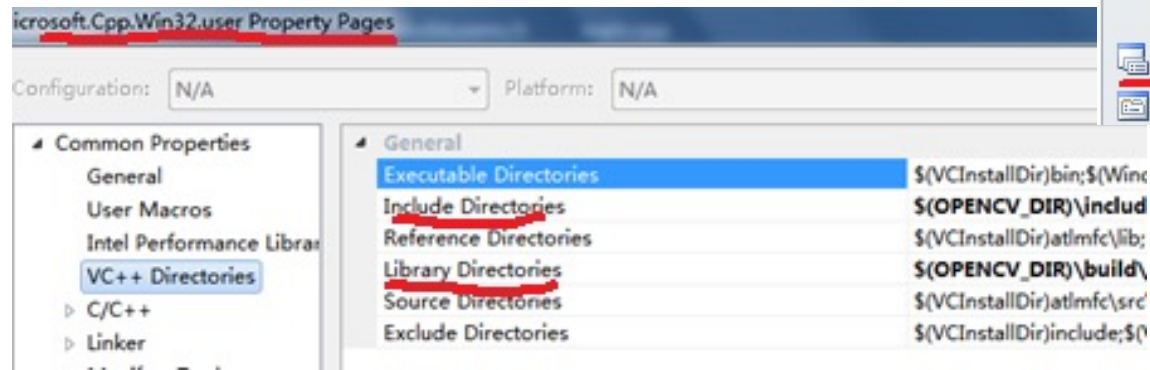 icrosoft.Cpp.Win32.user Property Pages
Configuration: N/A Platform: N/A
Common Properties
General
User Macros
Intel Performance Librar
VC++ Directories
C/C++
Linker
General
Executable Directories $(VCInstallDir)bin;$(Wind
Include Directories $(OPENCV_DIR)\includ
Reference Directories $(VCInstallDir)atlmfc\lib;
Library Directories $(OPENCV_DIR)\build\
Source Directories $(VCInstallDir)atlmfc\src\
Exclude Directories $(VCInstallDir)include;$(